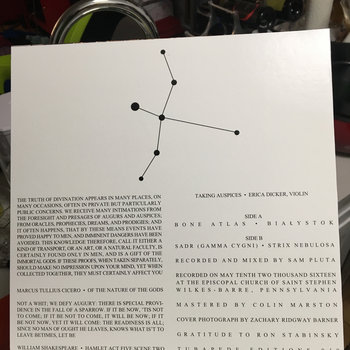 THE TRUTH OF DIVINATION APPEARS IN MANY PLACES, ON
MANY OCCASIONS, OFTEN IN PRIVATE BUT PARTICULARLY
PUBLIC CONCERNS. WE RECEIVE MANY INTIMATIONS FROM
THE FORESIGHT AND PRESAGES OF AUGURS AND AUSPICES;
FROM ORACLES, PROPHECIES, DREAMS, AND PRODIGIES; AND
IT OFTEN HAPPENS, THAT BY THESE MEANS EVENTS HAVE
PROVED HAPPY TO MEN, AND IMMINENT DANGERS HAVE BEEN
AVOIDED. THIS KNOWLEDGE THEREFORE, CALL IT EITHER A
KIND OF TRANSPORT, OR AN ART, OR A NATURAL FACULTY, IS
CERTAINLY FOUND ONLY IN MEN, AND IS A GIFT OF THE
IMMORTAL GODS. IF THESE PROOFS, WHEN TAKEN SEPARATELY,
SHOULD MAKE NO IMPRESSION UPON YOUR MIND, YET WHEN
COLLECTED TOGETHER, THEY MUST CERTAINLY AFFECT YOU
MARCUS TULLIUS CICERO • OF THE NATURE OF THE GODS
NOT A WHIT, WE DEFY AUGURY: THERE IS SPECIAL PROVI-
DENCE IN THE FALL OF A SPARROW. IF IT BE NOW, 'TIS NOT
TO COME; IF IT BE NOT TO COME, IT WILL BE NOW; IF IT
BE NOT NOW, YET IT WILL COME: THE READINESS IS ALL;
SINCE NO MAN OF OUGHT HE LEAVES, KNOWS WHAT IS'T TO
LEAVE BETIMES, LET BE
WILLIAM SHAKESPEARE • HAMLET ACT FIVE SCENE TWO
TAKING AUSPICES • ERICA DICKER, VIOLIN
SIDE A
BONE ATLAS • BIALYSTOK
SIDE B
SADR (GAMMA CYGNI) • STRIX NEBULOSA
RECORDED AND MIXED BY SAM PLUTA
RECORDED ON MAY TENTH TWO THOUSAND SIXTEEN
AT THE EPISCOPAL CHURCH OF SAINT STEPHEN
WILKES-BARRE, PENNSYLVANIA
MASTERED BY COLIN MARSTON
COVER PHOTOGRAPH BY ZACHARY RIDGWAY BARNER
GRATITUDE TO RON STABINSKY